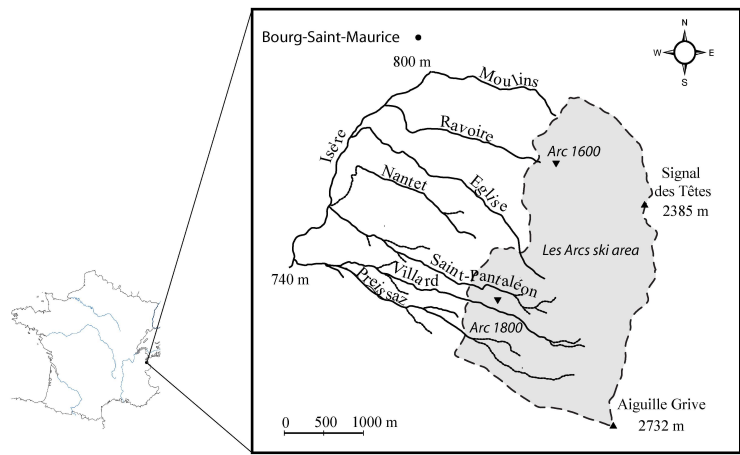 Bourg-Saint-Maurice
N
W E
S
800 m
Moulins
Isère
Ravoire
Arc 1600
Nantet
Eglise
Signal
des Têtes
2385 m
Les Arcs ski area
740 m
Saint-Pantaléon
Villard
Preissaz
Arc 1800
Aiguille Grive
2732 m
0 500 1000 m